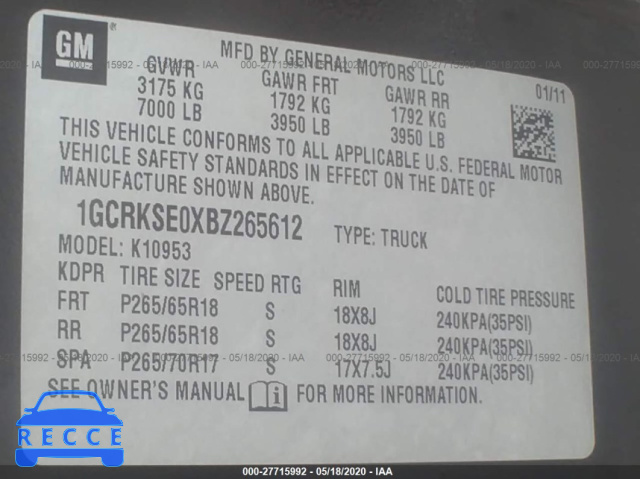 GM
MFD BY GENERAL MOTORS LLC
GVWR GAWR FRT GAWR RR 01/11
3175 KG 1792 KG 1792 KG
7000 LB 3950 LB 3950 LB
THIS VEHICLE CONFORMS TO ALL APPLICABLE U.S. FEDERAL MOTOR
VEHICLE SAFETY STANDARDS IN EFFECT ON THE DATE OF
MANUFACTURE SHOWN ABOVE.
1GCRKSE0XBZ265612 TYPE: TRUCK
MODEL: K10953
KDPR TIRE SIZE SPEED RTG RIM COLD TIRE PRESSURE
FRT P265/65R18 S 18X8J 240KPA(35PSI)
RR P265/65R18 S 18X8J 240KPA(35PSI)
SPA P265/70R17 S 17X7.5J 240KPA(35PSI)
SEE OWNER'S MANUAL FOR MORE INFORMATION.
RECCE
000-27715992 - 05/18/2020 - IAA